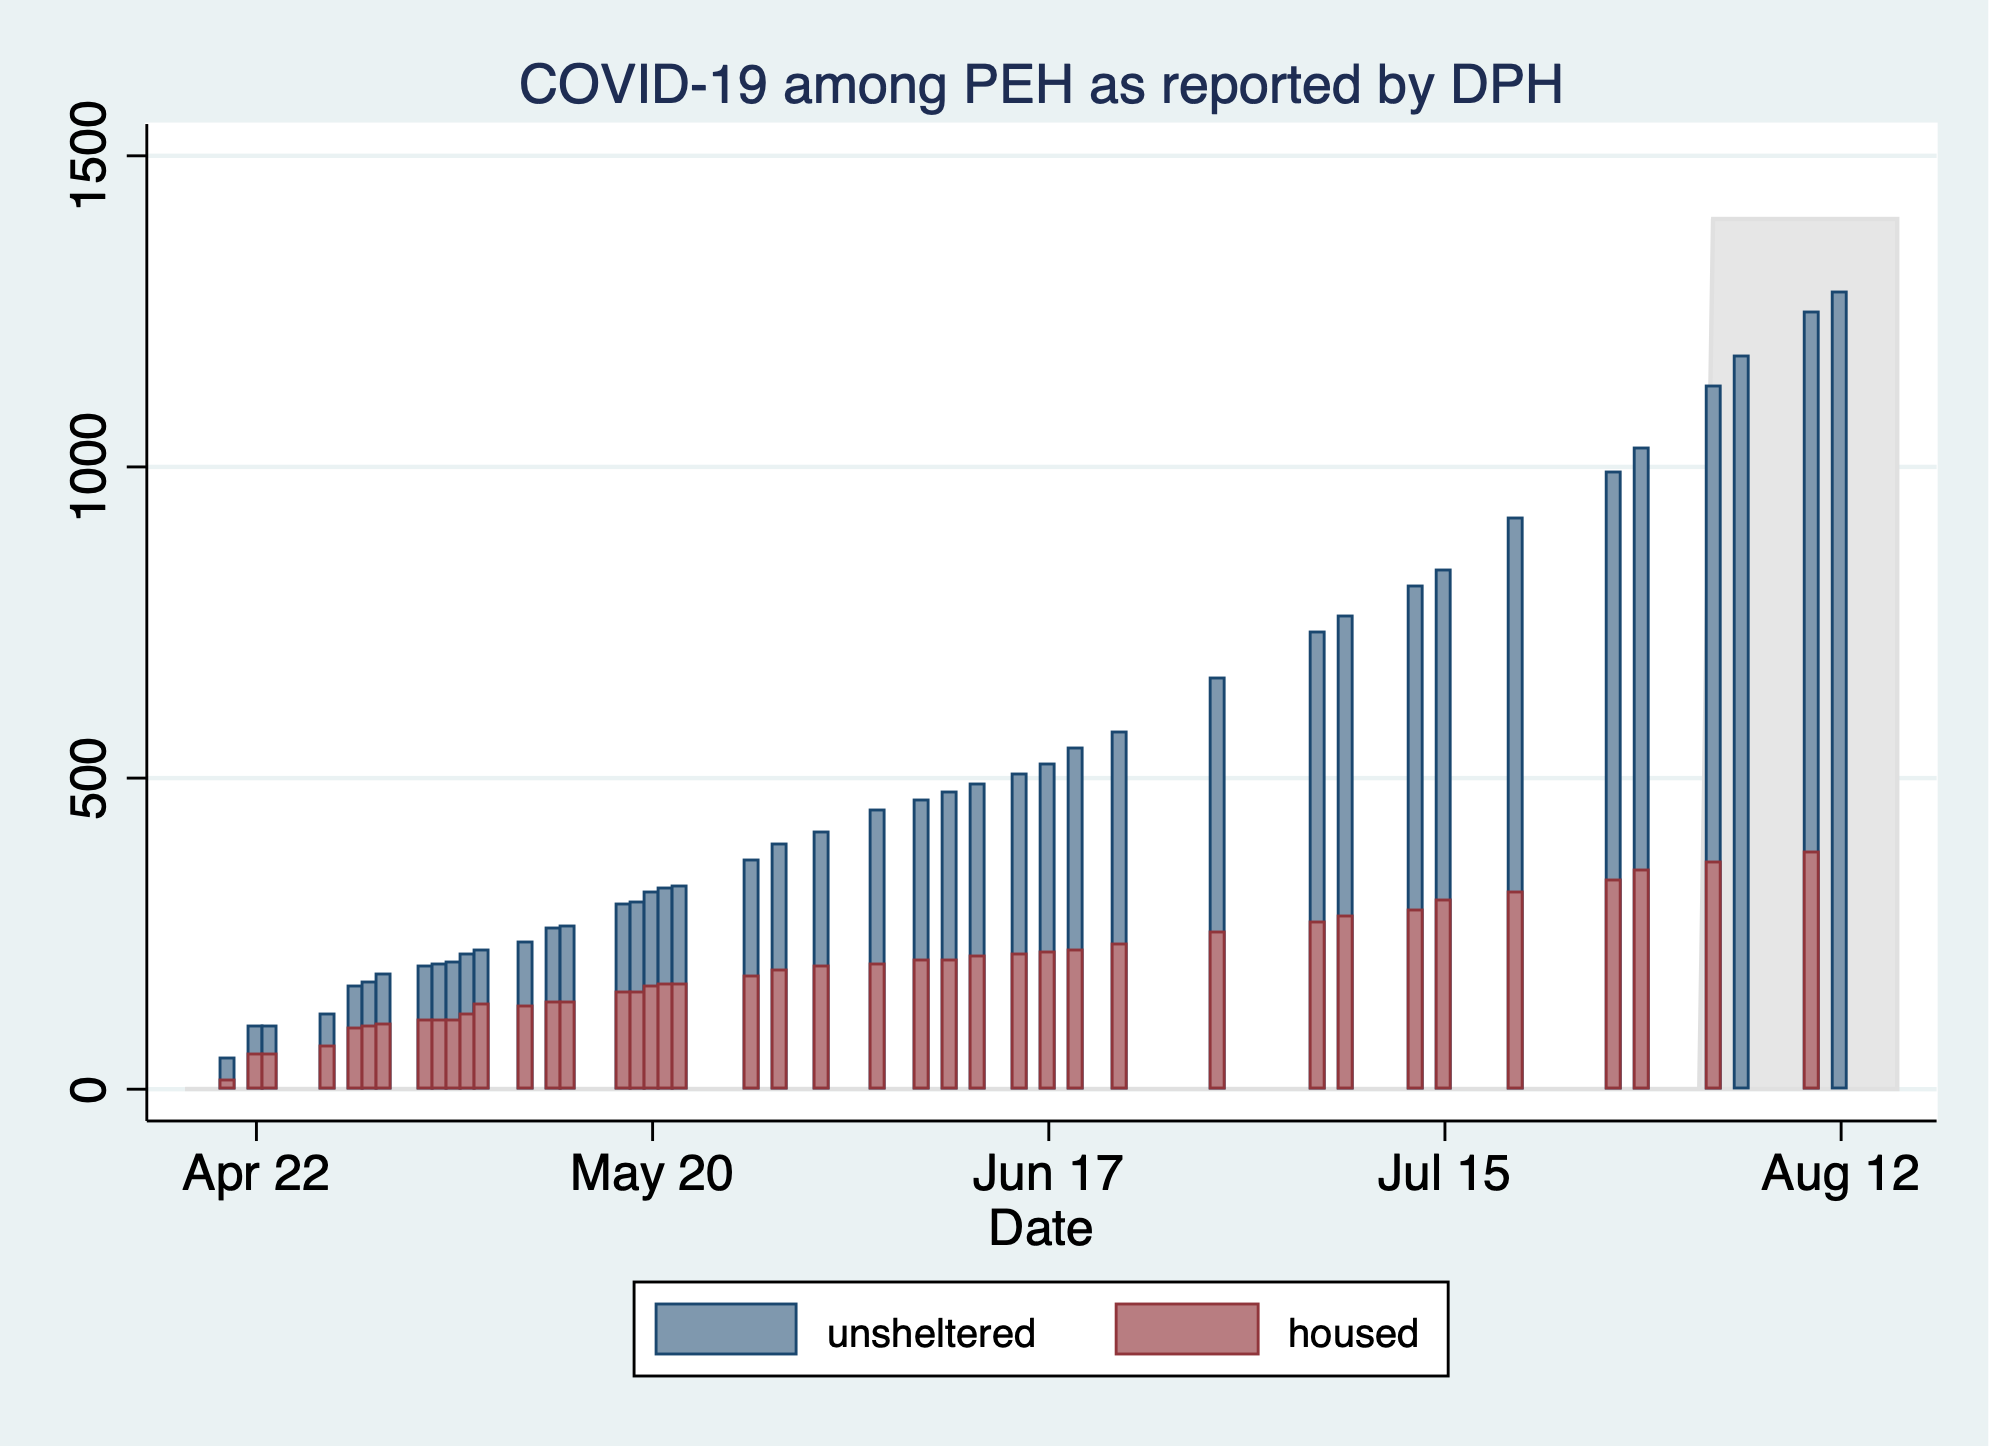 COVID-19 among PEH as reported by DPH
1500
1000
500
0
Apr 22
May 20
Jun 17
Jul 15
Aug 12
Date
unsheltered
housed